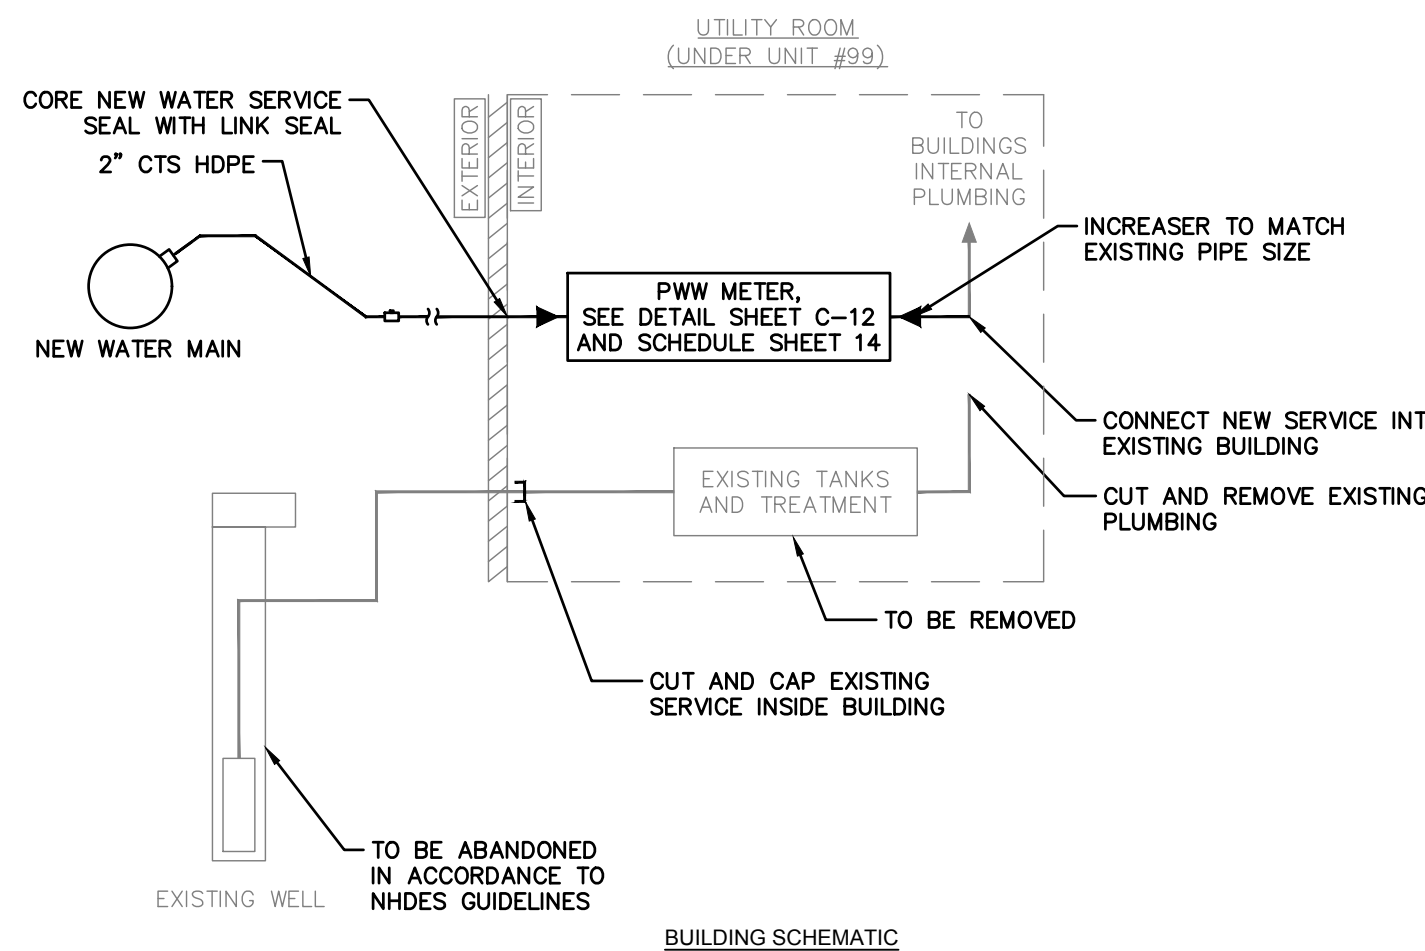 UTILITY ROOM
(UNDER UNIT #99)
CORE NEW WATER SERVICE
SEAL WITH LINK SEAL
2” CTS HDPE
EXTERIOR
INTERIOR
TO
BUILDINGS
INTERNAL
PLUMBING
INCREASER TO MATCH
EXISTING PIPE SIZE
PWW METER,
SEE DETAIL SHEET C-12
AND SCHEDULE SHEET 14
NEW WATER MAIN
CONNECT NEW SERVICE INT
EXISTING BUILDING
EXISTING TANKS
AND TREATMENT
CUT AND REMOVE EXISTING
PLUMBING
TO BE REMOVED
CUT AND CAP EXISTING
SERVICE INSIDE BUILDING
TO BE ABANDONED
IN ACCORDANCE TO
NHDES GUIDELINES
EXISTING WELL
BUILDING SCHEMATIC